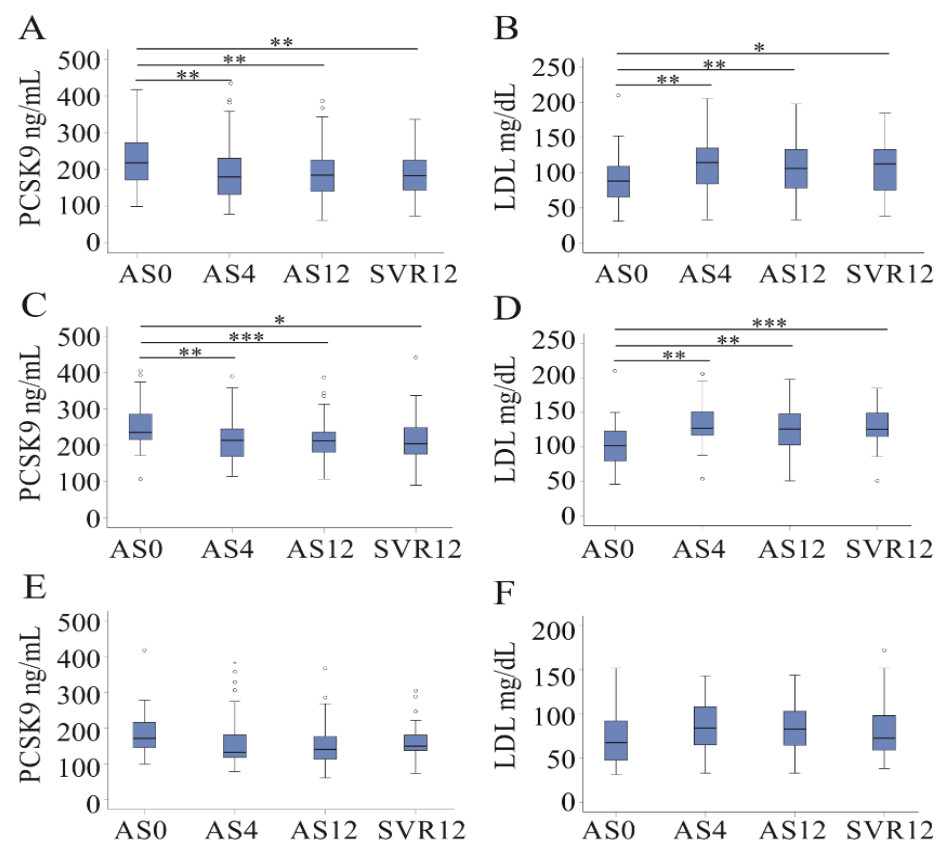 A
PCSK9 ng/mL
500
400
300
200
100
0
**
**
**
AS0 AS4 AS12 SVR12
B
LDL mg/dL
250
200
150
100
50
0
*
**
**
AS0 AS4 AS12 SVR12
C
PCSK9 ng/mL
500
400
300
200
100
0
*
***
**
AS0 AS4 AS12 SVR12
D
LDL mg/dL
250
200
150
100
50
0
***
**
**
AS0 AS4 AS12 SVR12
E
PCSK9 ng/mL
500
400
300
200
100
0
AS0 AS4 AS12 SVR12
F
LDL mg/dL
200
150
100
50
0
AS0 AS4 AS12 SVR12